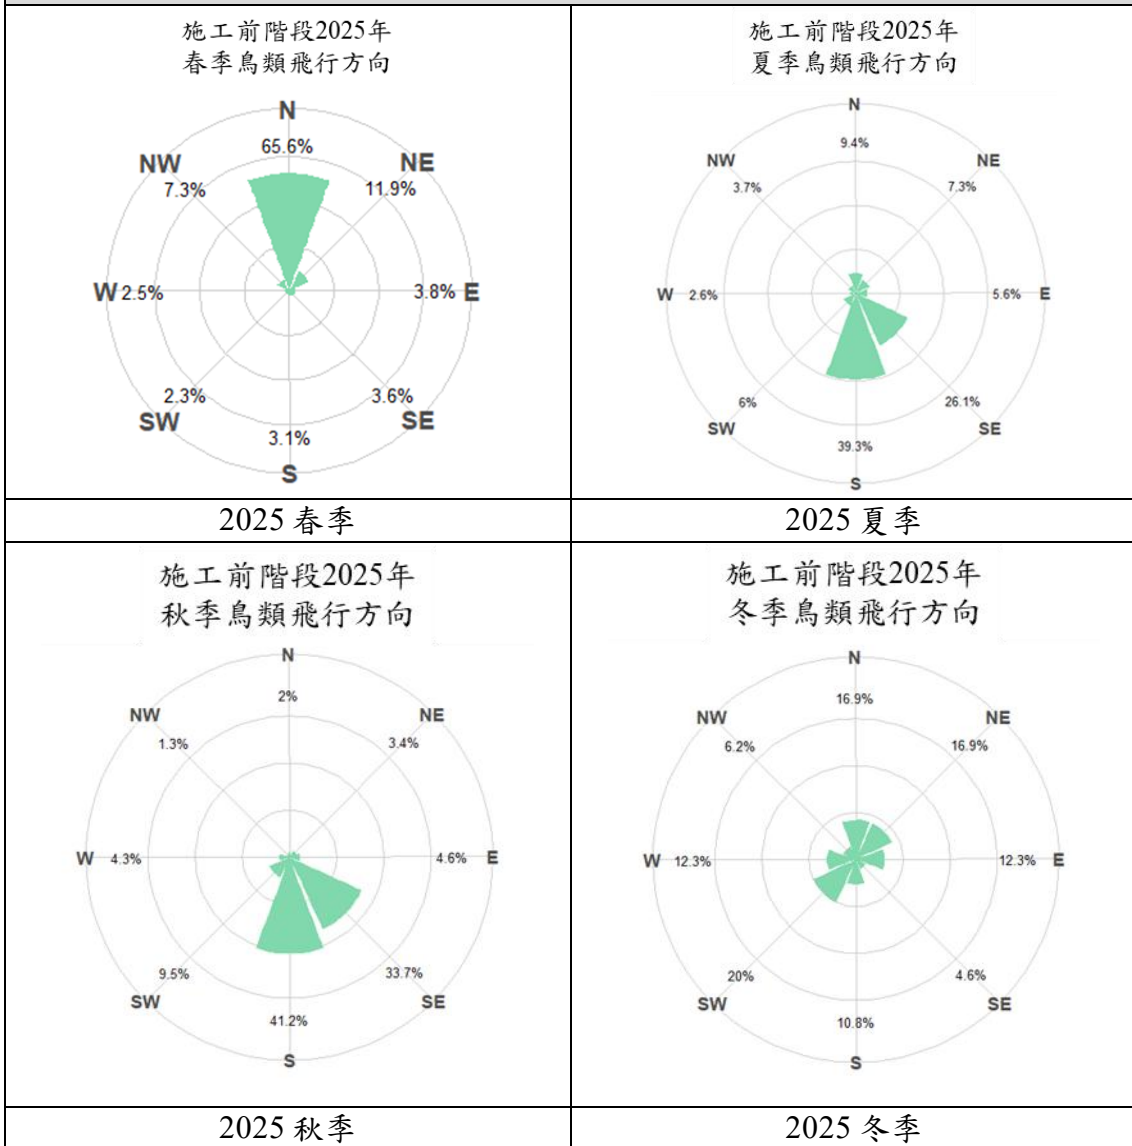 施工前階段2025年
春季鳥類飛行方向
N
65.6%
NW
NE
7.3%
11.9%
W 2.5%
3.8% E
2.3%
3.6%
SW
SE
3.1%
S
2025 春季
施工前階段2025年
夏季鳥類飛行方向
N
9.4%
NW
NE
3.7%
7.3%
W 2.6%
5.6% E
6%
26.1%
SW
SE
39.3%
S
2025 夏季
施工前階段2025年
秋季鳥類飛行方向
N
2%
NW
NE
1.3%
3.4%
W 4.3%
4.6% E
9.5%
33.7%
SW
SE
41.2%
S
2025 秋季
施工前階段2025年
冬季鳥類飛行方向
N
16.9%
NW
NE
6.2%
16.9%
W 12.3%
12.3% E
20%
4.6%
SW
SE
10.8%
S
2025 冬季